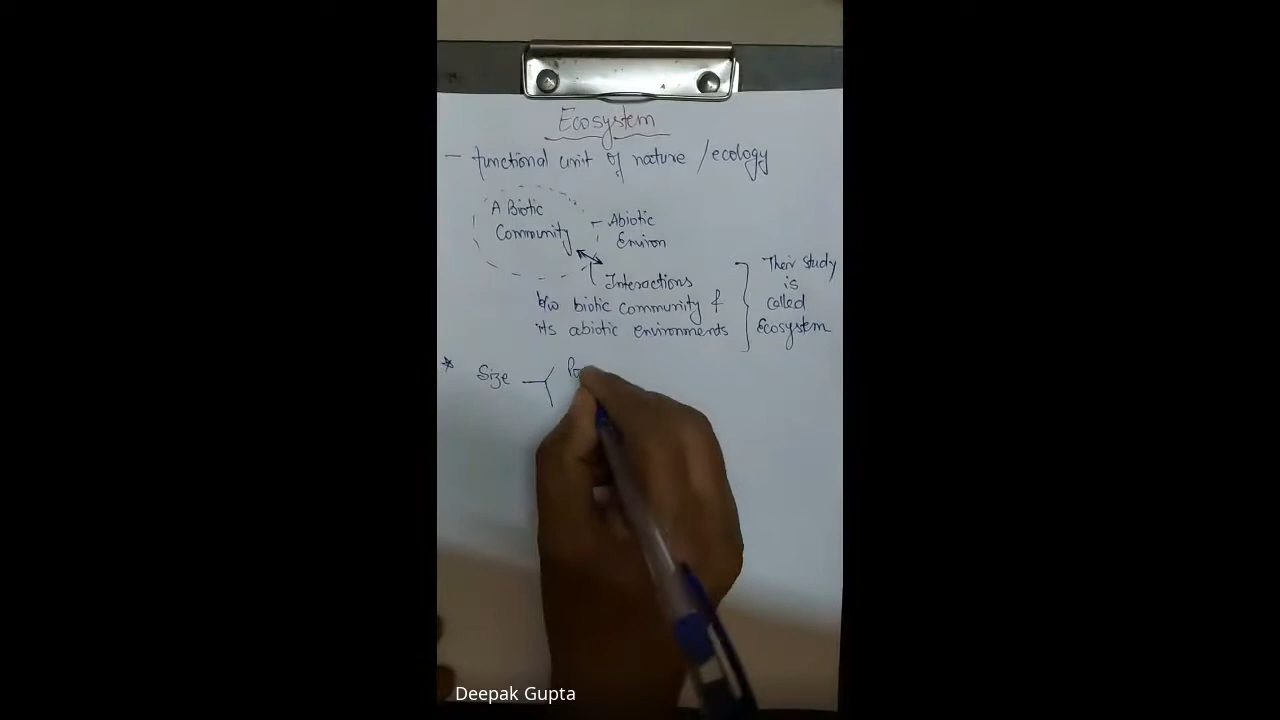 Ecosystem
— functional unit of nature / ecology
A Biotic
Community
Abiotic
Environ
Interactions
b/w biotic community &
its abiotic environments
Their study
is
called
Ecosystem
* Size
Deepak Gupta